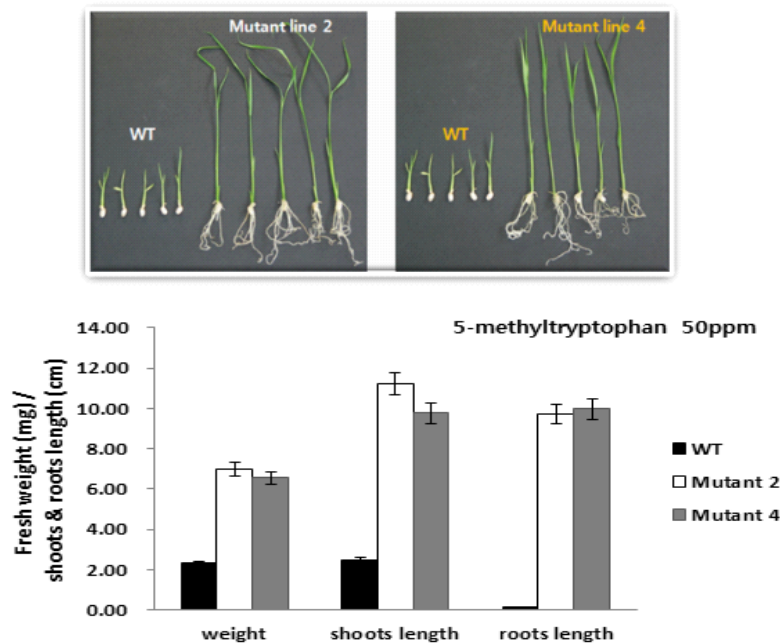 Mutant line 2
WT
Mutant line 4
WT
5-methyltryptophan 50ppm
Fresh weight (mg) /
shoots & roots length (cm)
14.00
12.00
10.00
8.00
6.00
4.00
2.00
0.00
weight
shoots length
roots length
WT
Mutant 2
Mutant 4